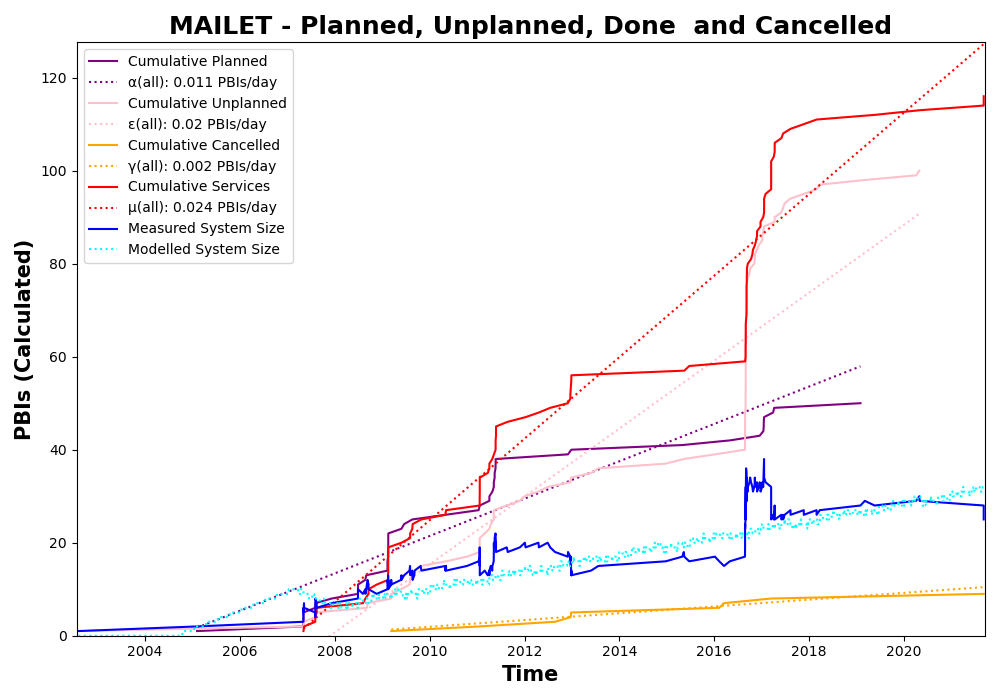 MAILET - Planned, Unplanned, Done  and Cancelled
Cumulative Planned
α(all): 0.011 PBIs/day
Cumulative Unplanned
ε(all): 0.02 PBIs/day
Cumulative Cancelled
γ(all): 0.002 PBIs/day
Cumulative Services
μ(all): 0.024 PBIs/day
Measured System Size
Modelled System Size
PBIs (Calculated)
120
100
80
60
40
20
0
2004 2006 2008 2010 2012 2014 2016 2018 2020
Time